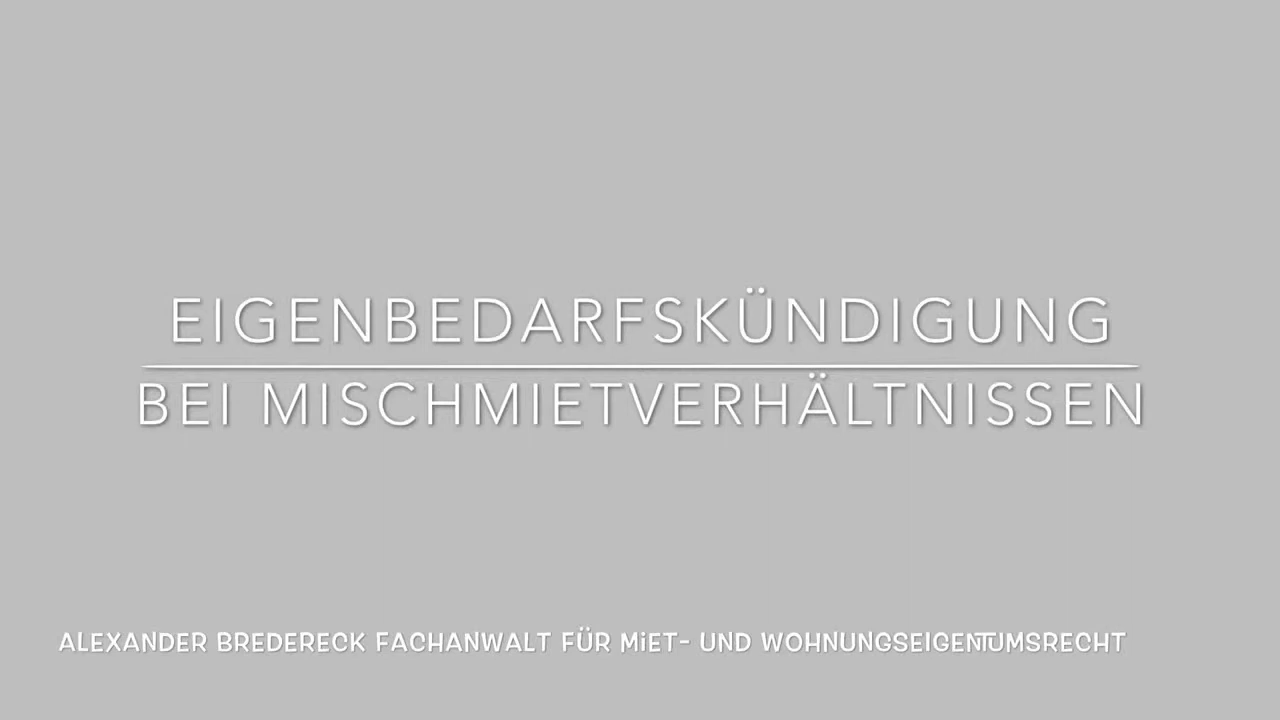 EIGENBEDARFSKÜNDIGUNG
BEI MISCHMIETVERHÄLTNISSEN
ALEXANDER BREDERECK FACHANWALT FÜR MiET- UND WOHNUNGSEIGENTUMSRECHT